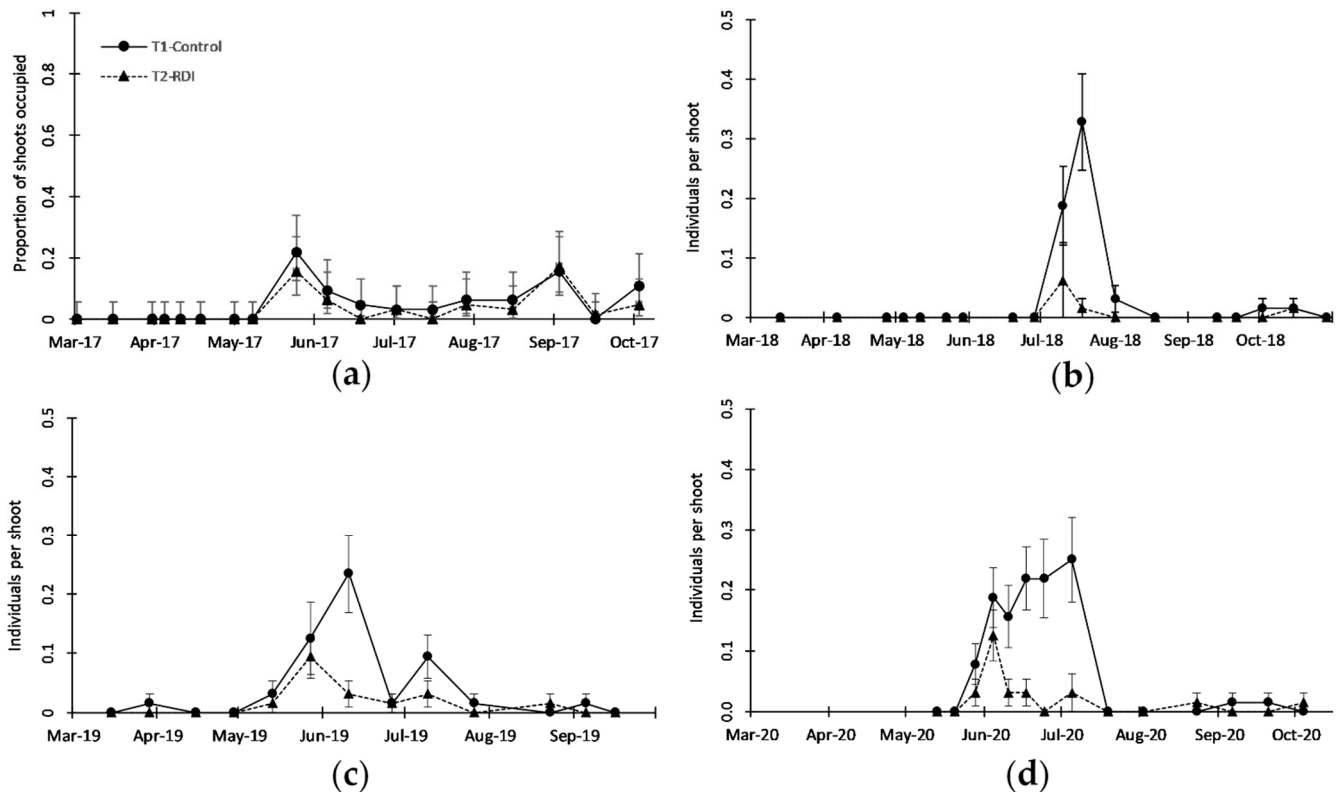 Proportion of shoots occupied
1
0.8
0.6
0.4
0.2
0
T1-Control
T2-RDI
Mar-17 Apr-17 May-17 Jun-17 Jul-17 Aug-17 Sep-17 Oct-17
(a)
Individuals per shoot
0.5
0.4
0.3
0.2
0.1
0
Mar-18 Apr-18 May-18 Jun-18 Jul-18 Aug-18 Sep-18 Oct-18
(b)
Individuals per shoot
0.5
0.4
0.3
0.2
0.1
0
Mar-19 Apr-19 May-19 Jun-19 Jul-19 Aug-19 Sep-19
(c)
Individuals per shoot
0.5
0.4
0.3
0.2
0.1
0.0
Mar-20 Apr-20 May-20 Jun-20 Jul-20 Aug-20 Sep-20 Oct-20
(d)